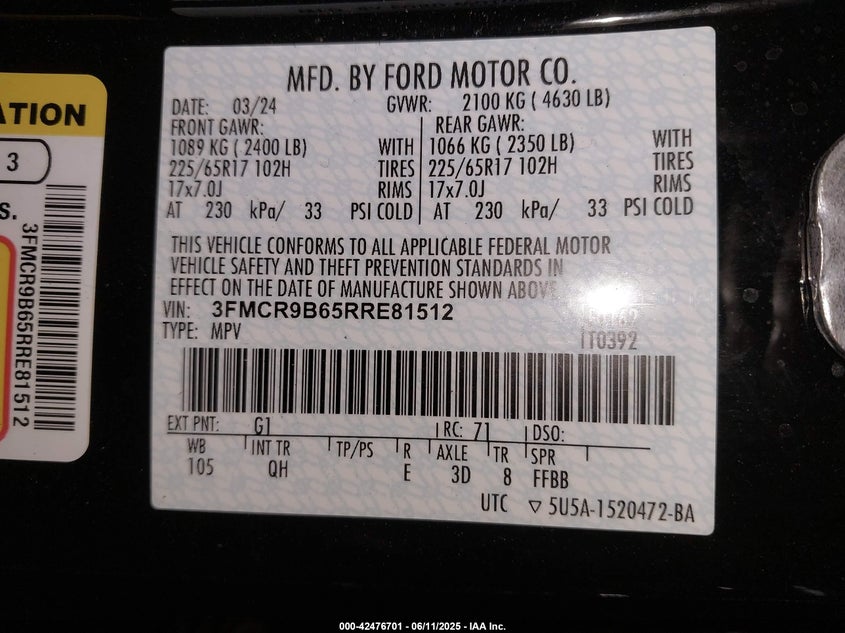 ATION
3
S.
3FMCR9B65RRE81512
MFD. BY FORD MOTOR CO.
DATE: 03/24 GVWR: 2100 KG ( 4630 LB)
FRONT GAWR: REAR GAWR:
1089 KG ( 2400 LB) WITH 1066 KG ( 2350 LB) WITH
225/65R17 102H TIRES 225/65R17 102H TIRES
17x7.0J RIMS 17x7.0J RIMS
AT 230 kPa/ 33 PSI COLD AT 230 kPa/ 33 PSI COLD
THIS VEHICLE CONFORMS TO ALL APPLICABLE FEDERAL MOTOR
VEHICLE SAFETY AND THEFT PREVENTION STANDARDS IN
EFFECT ON THE DATE OF MANUFACTURE SHOWN ABOVE
VIN: 3FMCR9B65RRE81512
TYPE: MPV
1T0392
EXT PNT: G1 RC: 71 DSO:
WB INT TR TP/PS R AXLE TR SPR
105 QH E 3D 8 FFBB
UTC ▽ 5U5A-1520472-BA
000-42476701 - 06/11/2025 - IAA Inc.